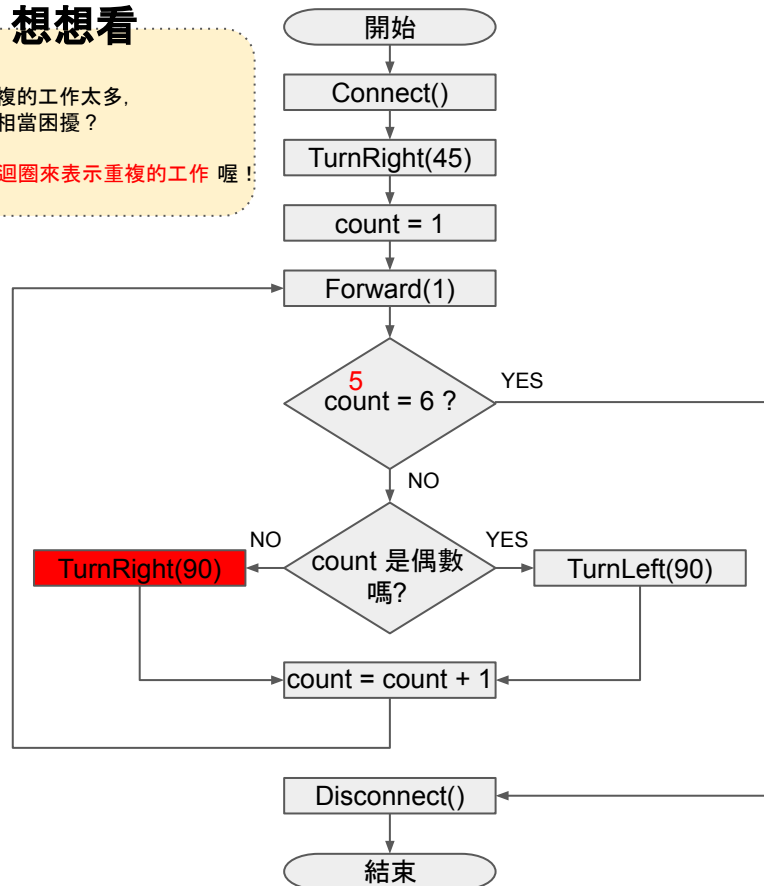 想想看
複的工作太多,
相當困擾？
迴圈來表示重複的工作 喔！
開始
Connect()
TurnRight(45)
count = 1
Forward(1)
5
count = 6 ?
YES
NO
NO
YES
TurnRight(90)
count 是偶數
嗎?
TurnLeft(90)
count = count + 1
Disconnect()
結束